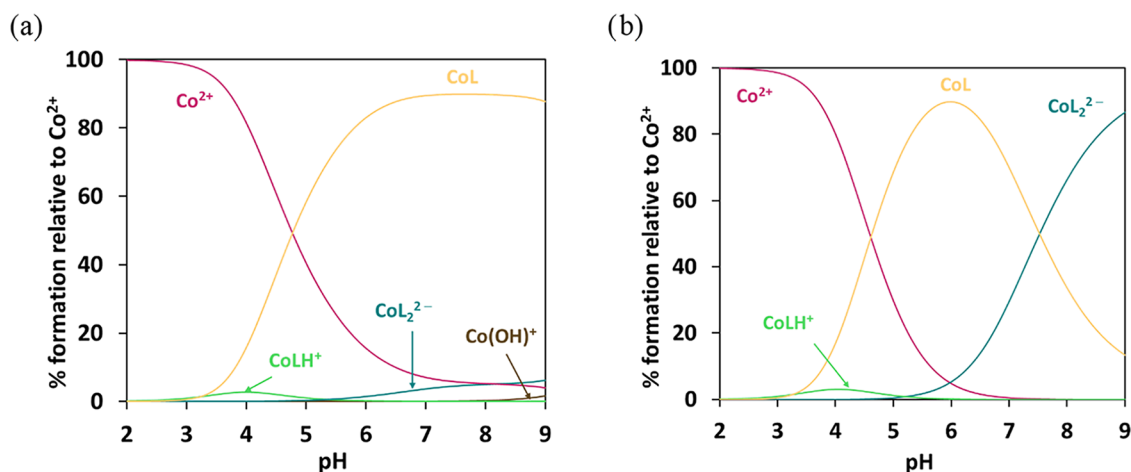 (a)
% formation relative to Co²⁺
100
80
60
40
20
0
2 3 4 5 6 7 8 9
pH
Co²⁺
CoL
CoLH⁺
CoL₂²⁻
Co(OH)⁺
(b)
% formation relative to Co²⁺
100
80
60
40
20
0
2 3 4 5 6 7 8 9
pH
Co²⁺
CoL
CoL₂²⁻
CoLH⁺